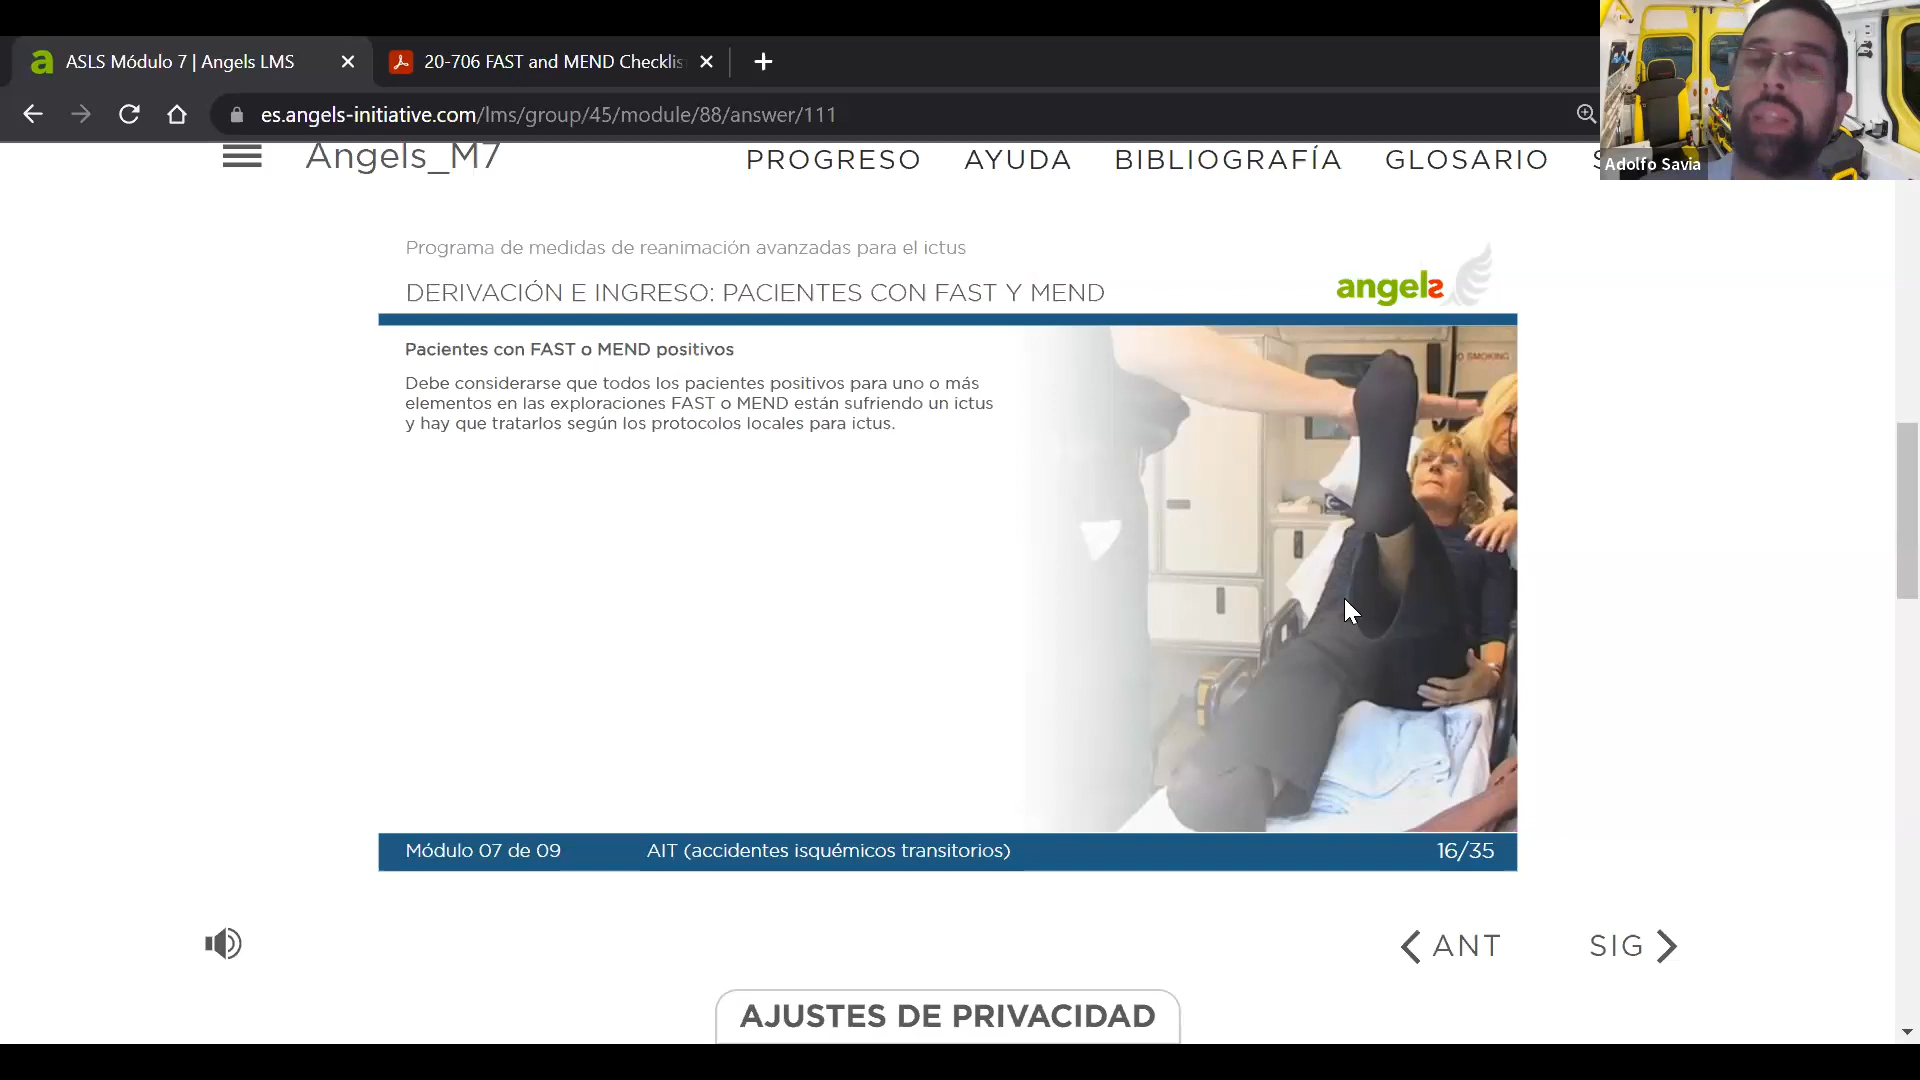 ASLS Módulo 7 | Angels LMS
20-706 FAST and MEND Checklis
es.angels-initiative.com/lms/group/45/module/88/answer/111
Adolfo Savia
Angels_M7
PROGRESO
AYUDA
BIBLIOGRAFÍA
GLOSARIO
Programa de medidas de reanimación avanzadas para el ictus
DERIVACIÓN E INGRESO: PACIENTES CON FAST Y MEND
angels
Pacientes con FAST o MEND positivos
Debe considerarse que todos los pacientes positivos para uno o más
elementos en las exploraciones FAST o MEND están sufriendo un ictus
y hay que tratarlos según los protocolos locales para ictus.
SMOKING
Módulo 07 de 09
AIT (accidentes isquémicos transitorios)
16/35
ANT
SIG
AJUSTES DE PRIVACIDAD